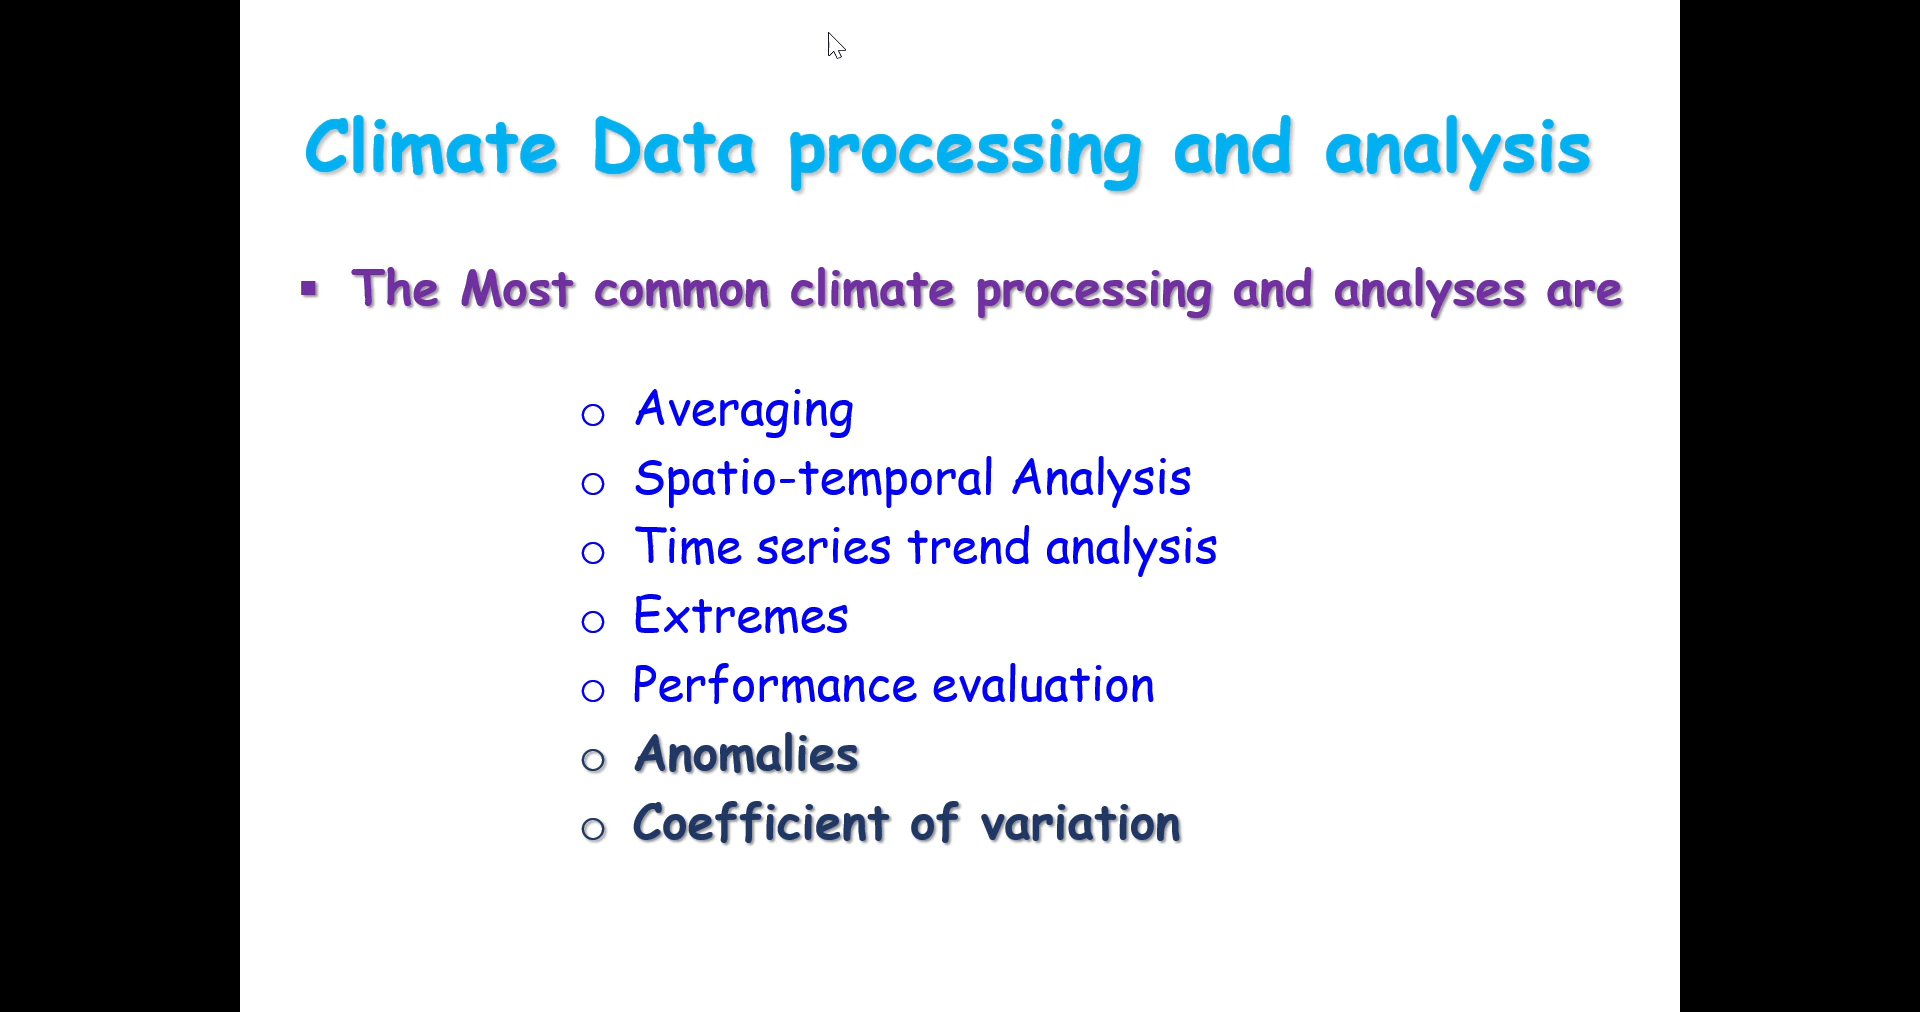 Climate Data processing and analysis
▪ The Most common climate processing and analyses are
o Averaging
o Spatio-temporal Analysis
o Time series trend analysis
o Extremes
o Performance evaluation
o Anomalies
o Coefficient of variation